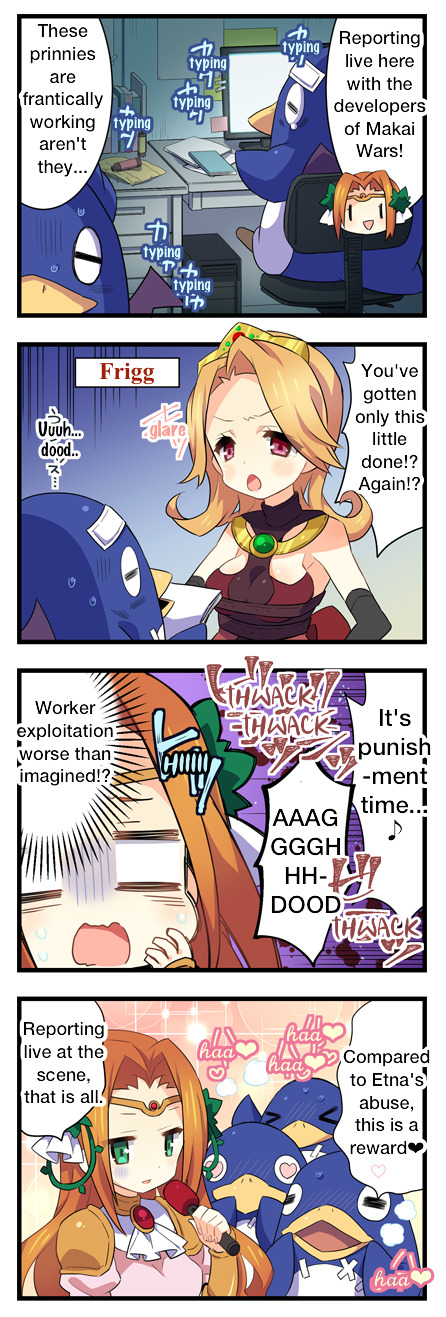 Reporting
live here
with the
developers
of Makai
Wars!
These
prinnies
are
frantically
working
aren't
they...
typing
typing
typing
typing
typing
typing
typing
You've
gotten
only this
little
done!?
Again!?
Frigg
glare
Uuuh...
dood..
It's
punish
-ment
time...♪
THWACK
THWACK
Worker
exploitation
worse than
imagined!?
AAAG
GGGH
HH-
DOOD
THWACK
Compared
to Etna's
abuse,
this is a
reward❤
haa
haa
haa
haa
Reporting
live at the
scene,
that is all.